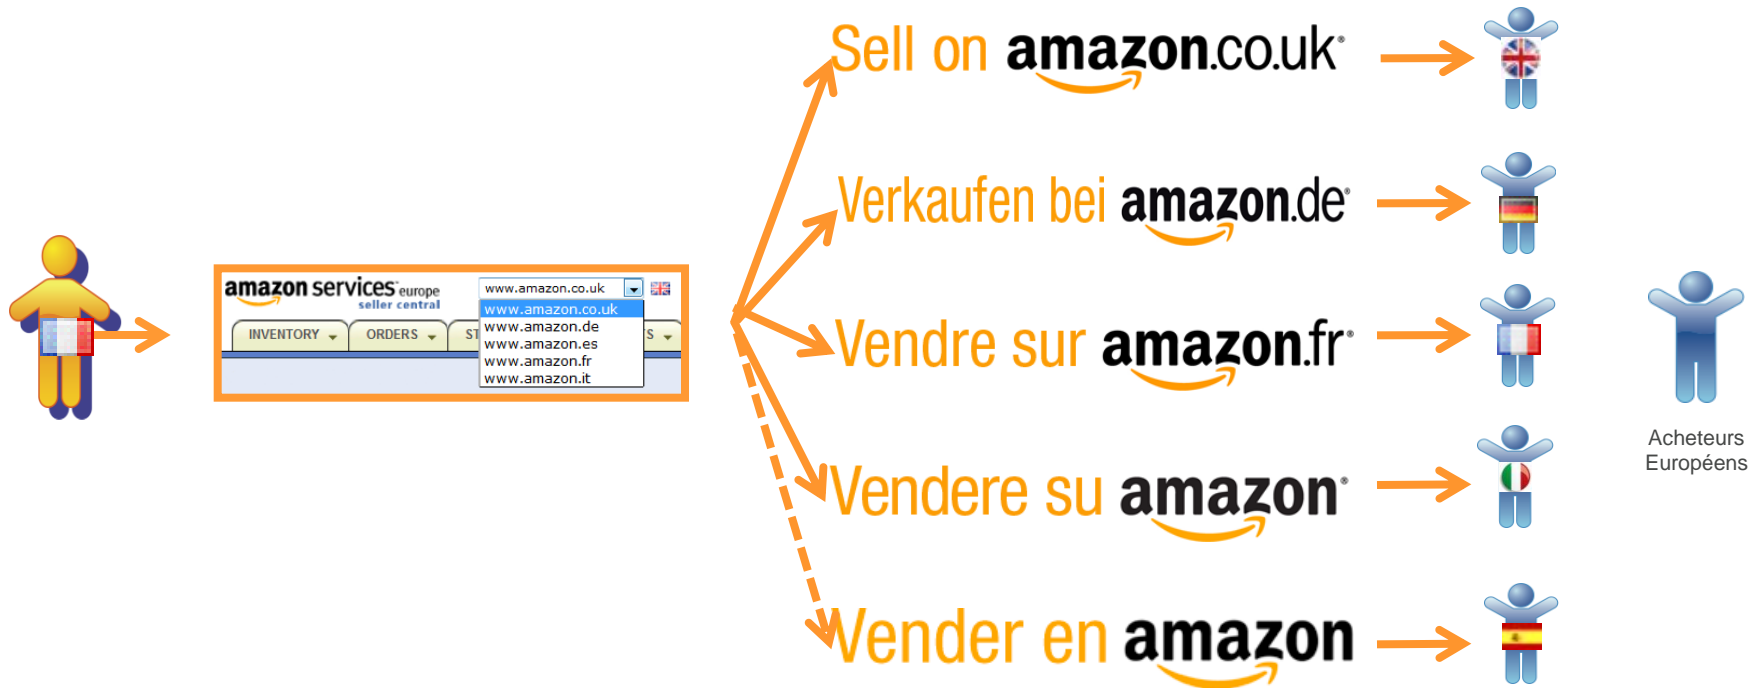 Sell on amazon.co.uk®
Verkaufen bei amazon.de®
amazon services europe
seller central
www.amazon.co.uk
www.amazon.co.uk
www.amazon.de
www.amazon.es
www.amazon.fr
www.amazon.it
INVENTORY
ORDERS
ST
S
Vendre sur amazon.fr®
Acheteurs
Européens
Vendere su amazon®
Vender en amazon